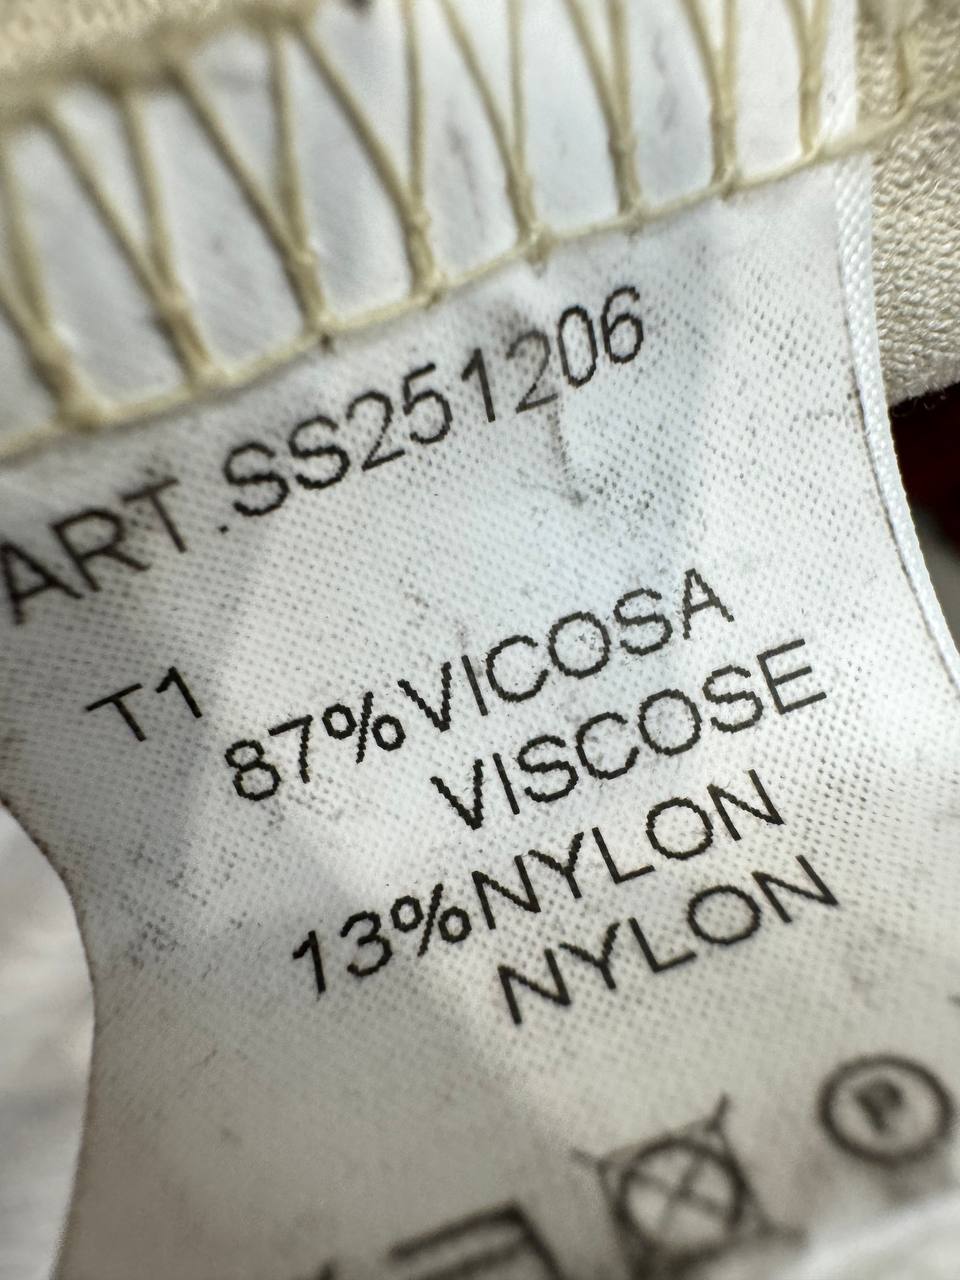 ART.SS251206
T1
87%VICOSA
VISCOSE
13%NYLON
NYLON
P